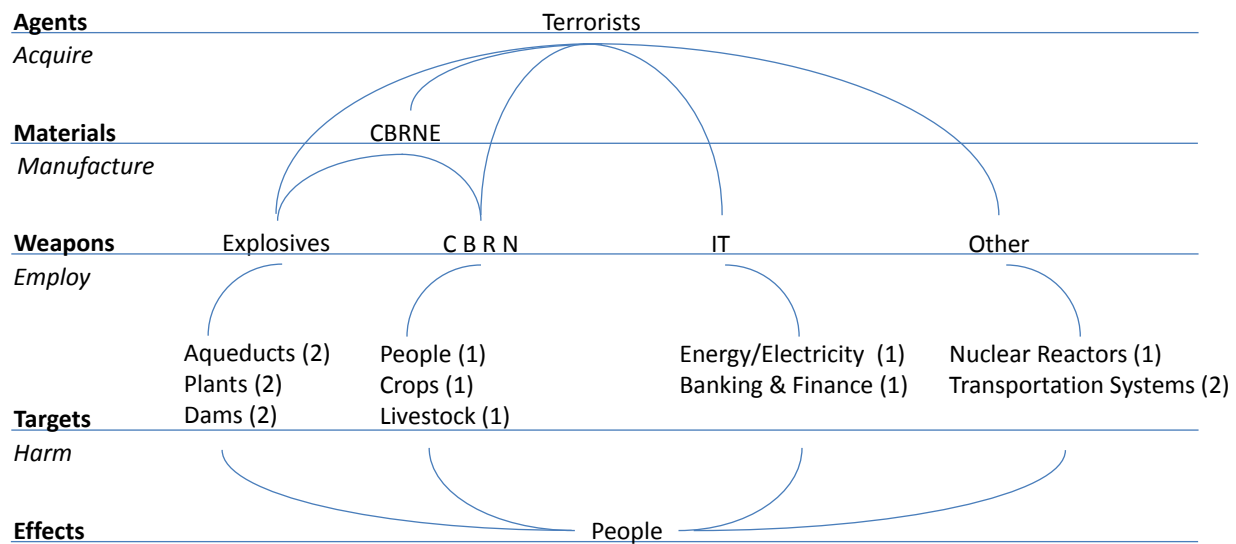 Agents Terrorists
Acquire
Materials CBRNE
Manufacture
Weapons Explosives C B R N IT Other
Employ
Aqueducts (2) People (1) Energy/Electricity (1) Nuclear Reactors (1)
Plants (2) Crops (1) Banking & Finance (1) Transportation Systems (2)
Dams (2) Livestock (1)
Targets
Harm
Effects People